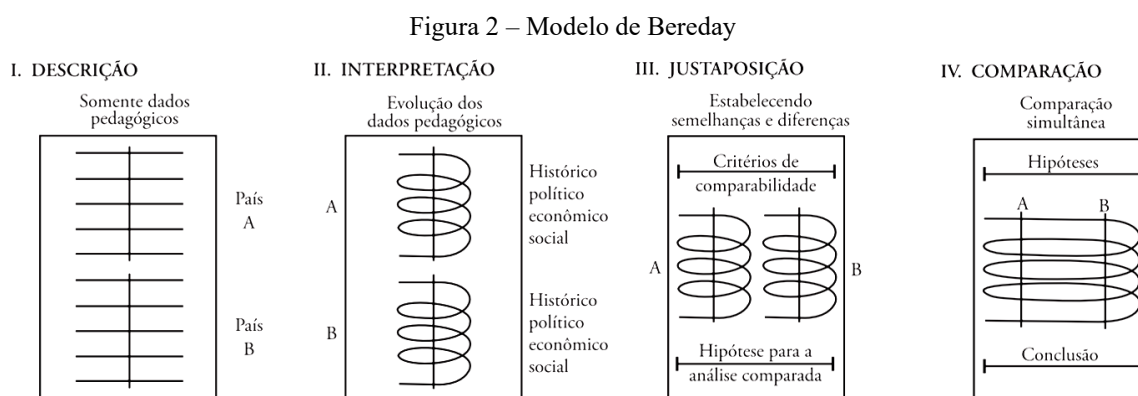 Figura 2 – Modelo de Bereday
I. DESCRIÇÃO
Somente dados
pedagógicos
País
A
País
B
II. INTERPRETAÇÃO
Evolução dos
dados pedagógicos
A
Histórico
político
econômico
social
B
Histórico
político
econômico
social
III. JUSTAPOSIÇÃO
Estabelecendo
semelhanças e diferenças
Critérios de
comparabilidade
A
B
Hipótese para a
análise comparada
IV. COMPARAÇÃO
Comparação
simultânea
Hipóteses
A
B
Conclusão